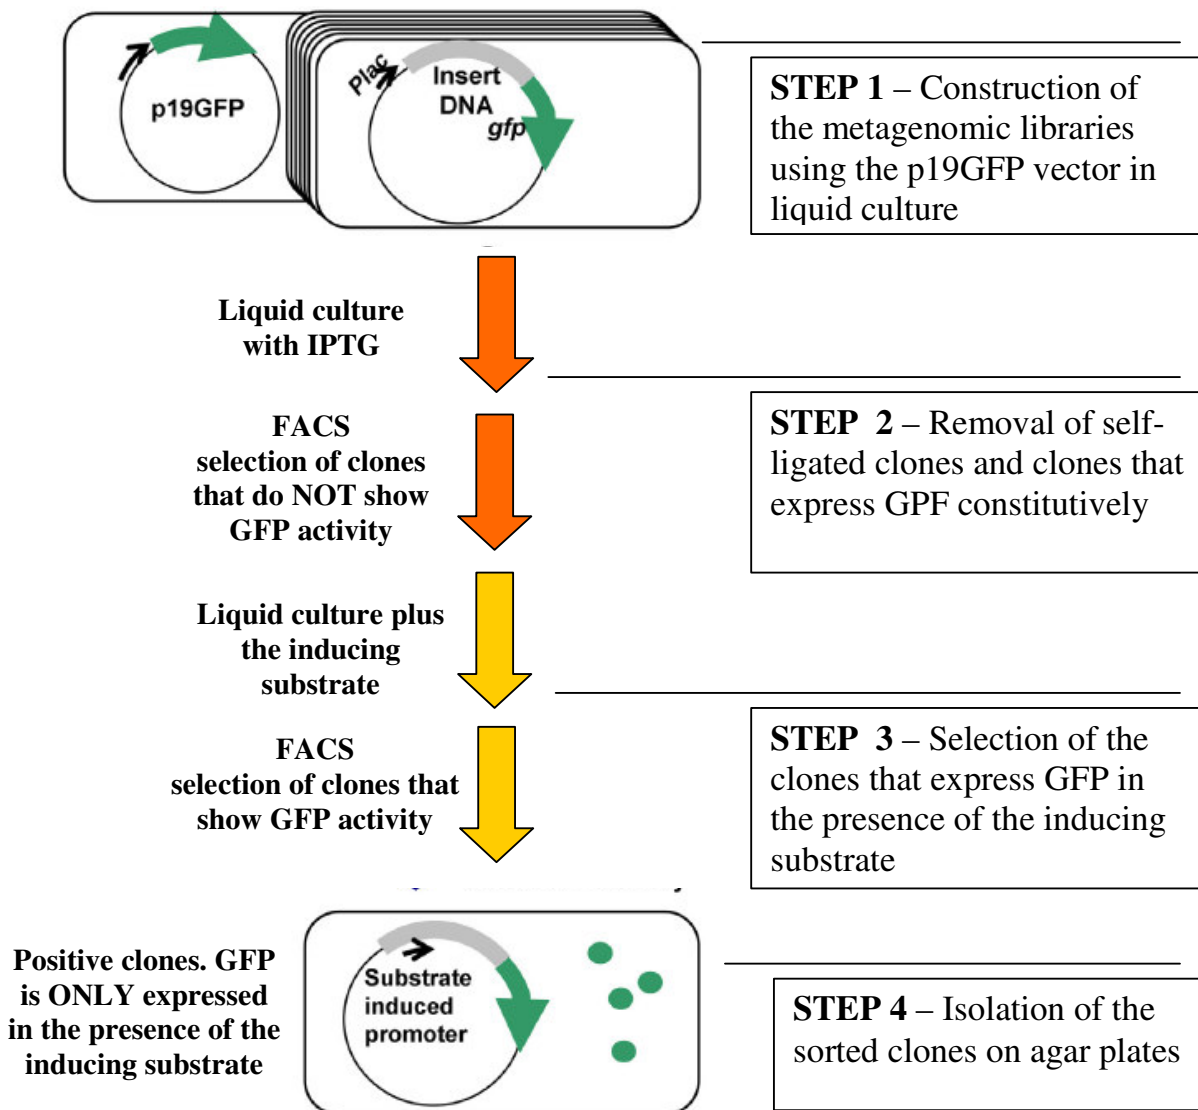 p19GFP
Plac
Insert
DNA
gfp
STEP 1 – Construction of
the metagenomic libraries
using the p19GFP vector in
liquid culture
Liquid culture
with IPTG
FACS
selection of clones
that do NOT show
GFP activity
STEP 2 – Removal of self-
ligated clones and clones that
express GPF constitutively
Liquid culture plus
the inducing
substrate
FACS
selection of clones that
show GFP activity
STEP 3 – Selection of the
clones that express GFP in
the presence of the inducing
substrate
Positive clones. GFP
is ONLY expressed
in the presence of the
inducing substrate
Substrate
induced
promoter
STEP 4 – Isolation of the
sorted clones on agar plates